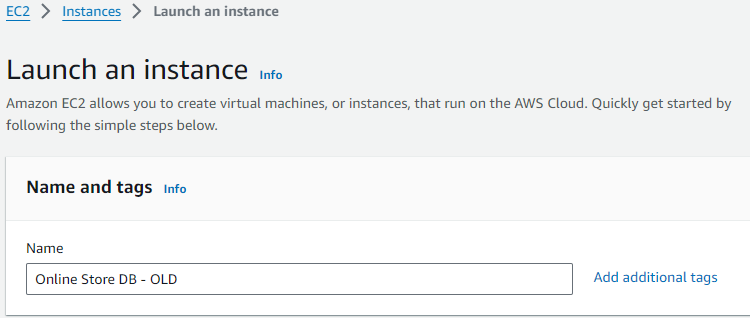 EC2 > Instances > Launch an instance
Launch an instance Info
Amazon EC2 allows you to create virtual machines, or instances, that run on the AWS Cloud. Quickly get started by
following the simple steps below.
Name and tags Info
Name
Online Store DB - OLD Add additional tags